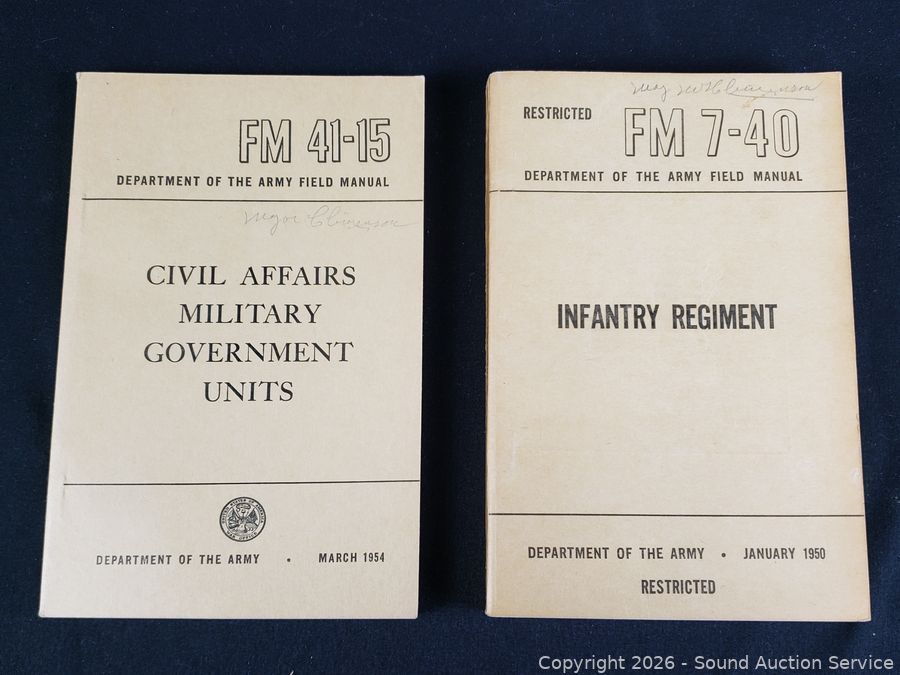 FM 41-15
DEPARTMENT OF THE ARMY FIELD MANUAL
Major
CIVIL AFFAIRS
MILITARY
GOVERNMENT
UNITS
DEPARTMENT OF THE ARMY • MARCH 1954
RESTRICTED
FM 7-40
DEPARTMENT OF THE ARMY FIELD MANUAL
INFANTRY REGIMENT
DEPARTMENT OF THE ARMY • JANUARY 1950
RESTRICTED
Copyright © 2026 - Sound Auction Service